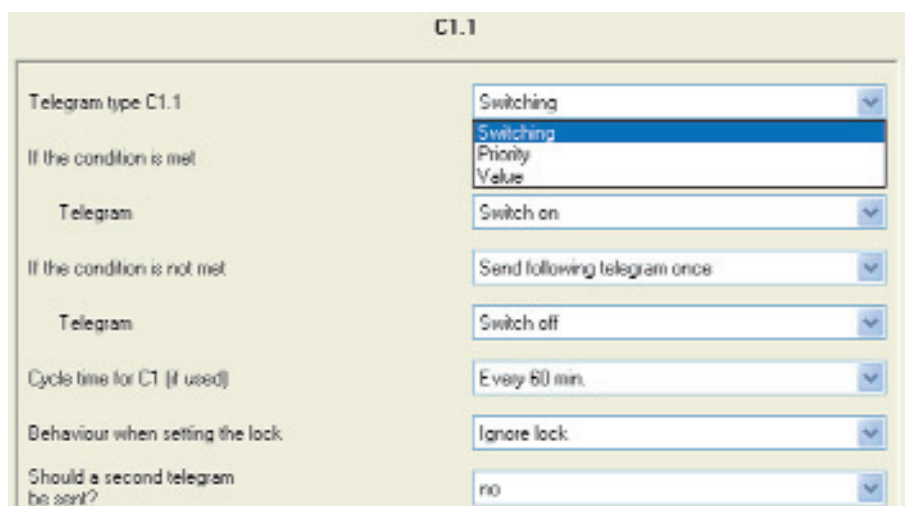 C1.1
Telegram type C1.1 Switching
Switching
If the condition is met Priority
Value
Telegram Switch on
If the condition is not met Send following telegram once
Telegram Switch off
Cycle time for C1 (if used) Every 60 min.
Behaviour when setting the lock Ignore lock
Should a second telegram
be sent? no